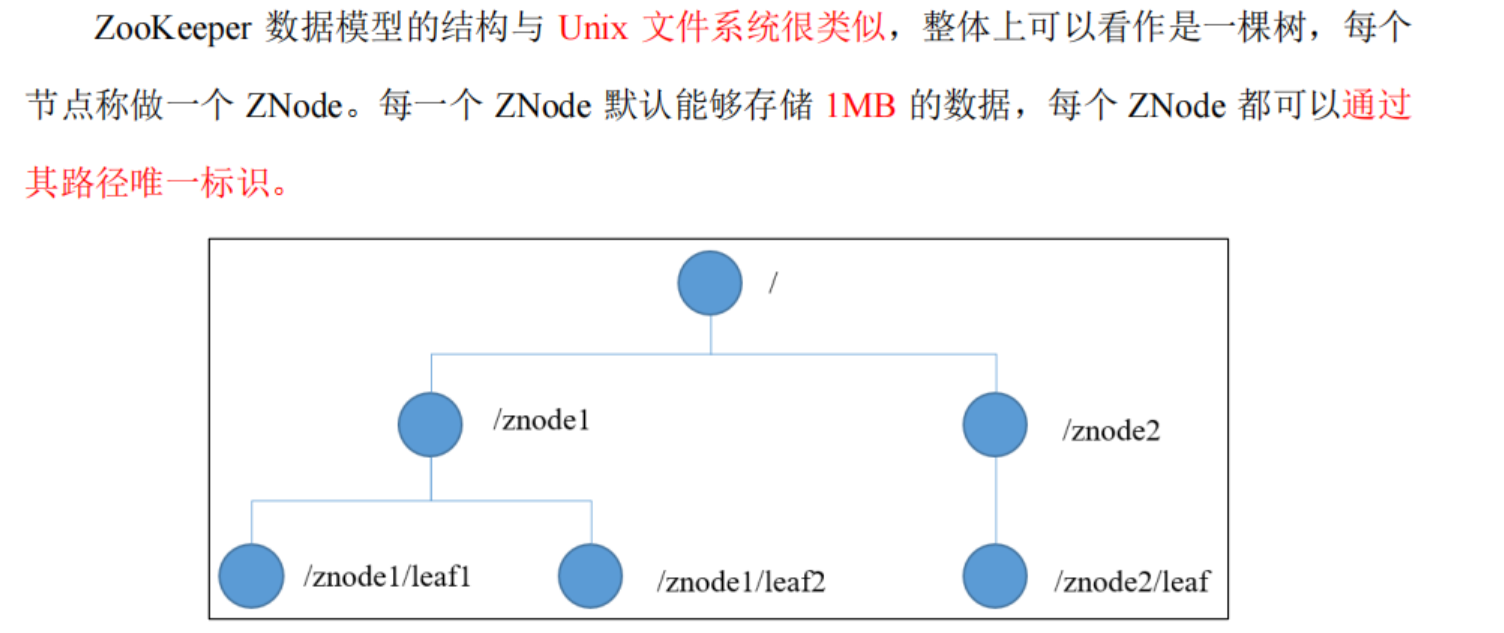 ZooKeeper 数据模型的结构与 Unix 文件系统很类似，整体上可以看作是一棵树，每个
节点称做一个 ZNode。每一个 ZNode 默认能够存储 1MB 的数据，每个 ZNode 都可以通过
其路径唯一标识。
/
/znode1
/znode2
/znode1/leaf1
/znode1/leaf2
/znode2/leaf